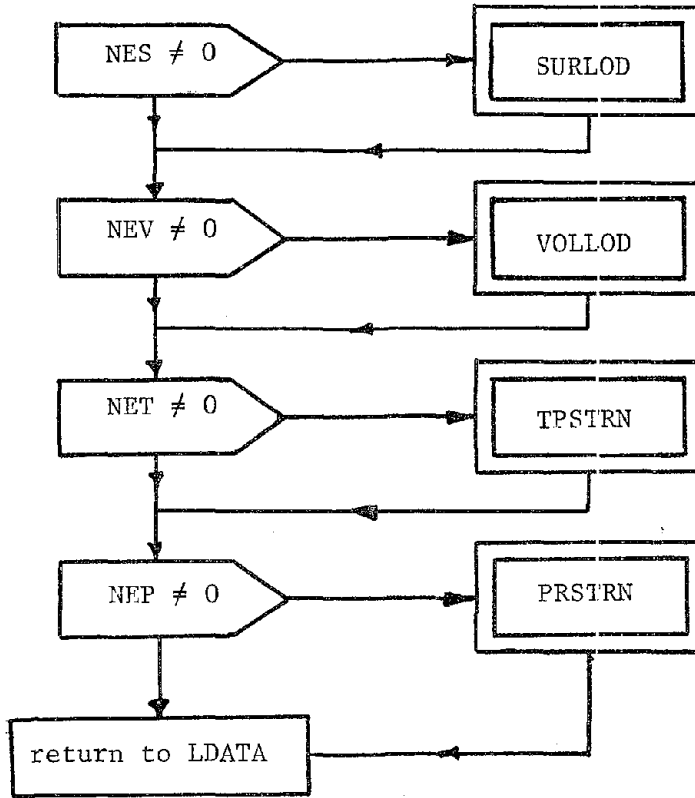 NES ≠ 0
SURLOD
NEV ≠ 0
VOLLOD
NET ≠ 0
TPSTRN
NEP ≠ 0
PRSTRN
return to LDATA